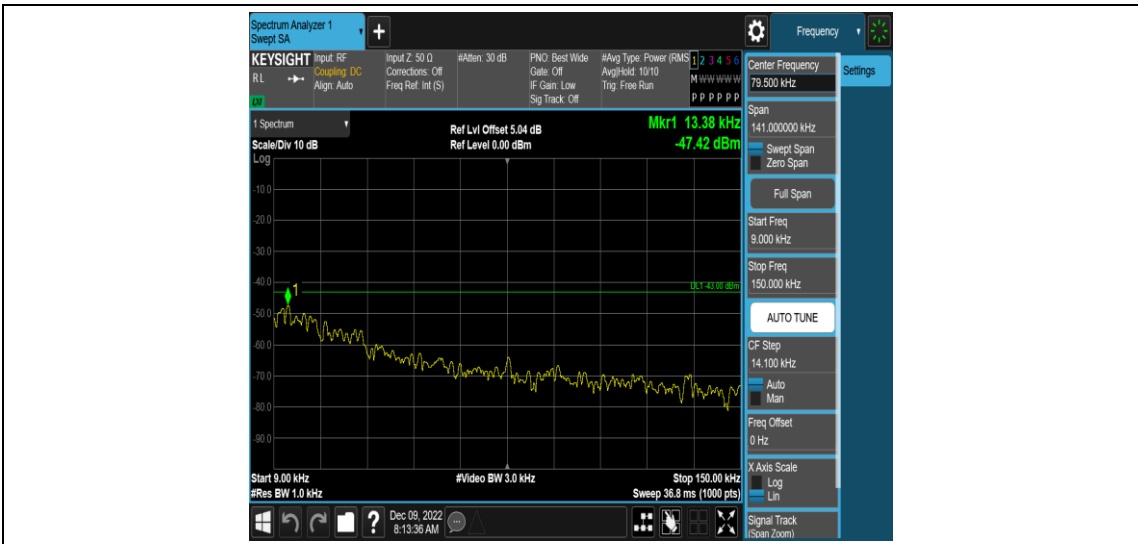 Spectrum Analyzer 1
Swept SA
+
Frequency
KEYSIGHT
RL
LXI
Input: RF
Coupling: DC
Align: Auto
Input Z: 50 Ω
Corrections: Off
Freq Ref: Int (S)
#Atten: 30 dB
PNO: Best Wide
Gate: Off
IF Gain: Low
Sig Track: Off
#Avg Type: Power (RMS
Avg|Hold: 10/10
Trig: Free Run
1 2 3 4 5 6
M W W W W W
P P P P P P
Center Frequency
79.500 kHz
Settings
Span
141.000000 kHz
Swept Span
Zero Span
Full Span
Start Freq
9.000 kHz
Stop Freq
150.000 kHz
AUTO TUNE
CF Step
14.100 kHz
Auto
Man
Freq Offset
0 Hz
X Axis Scale
Log
Lin
Signal Track
(Span Zoom)
1 Spectrum
Scale/Div 10 dB
Log
Ref Lvl Offset 5.04 dB
Ref Level 0.00 dBm
Mkr1 13.38 kHz
-47.42 dBm
-10.0
-20.0
-30.0
-40.0
-50.0
-60.0
-70.0
-80.0
-90.0
1
DL1 -43.00 dBm
Start 9.00 kHz
#Res BW 1.0 kHz
#Video BW 3.0 kHz
Stop 150.00 kHz
Sweep 36.8 ms (1000 pts)
?
Dec 09, 2022
8:13:36 AM